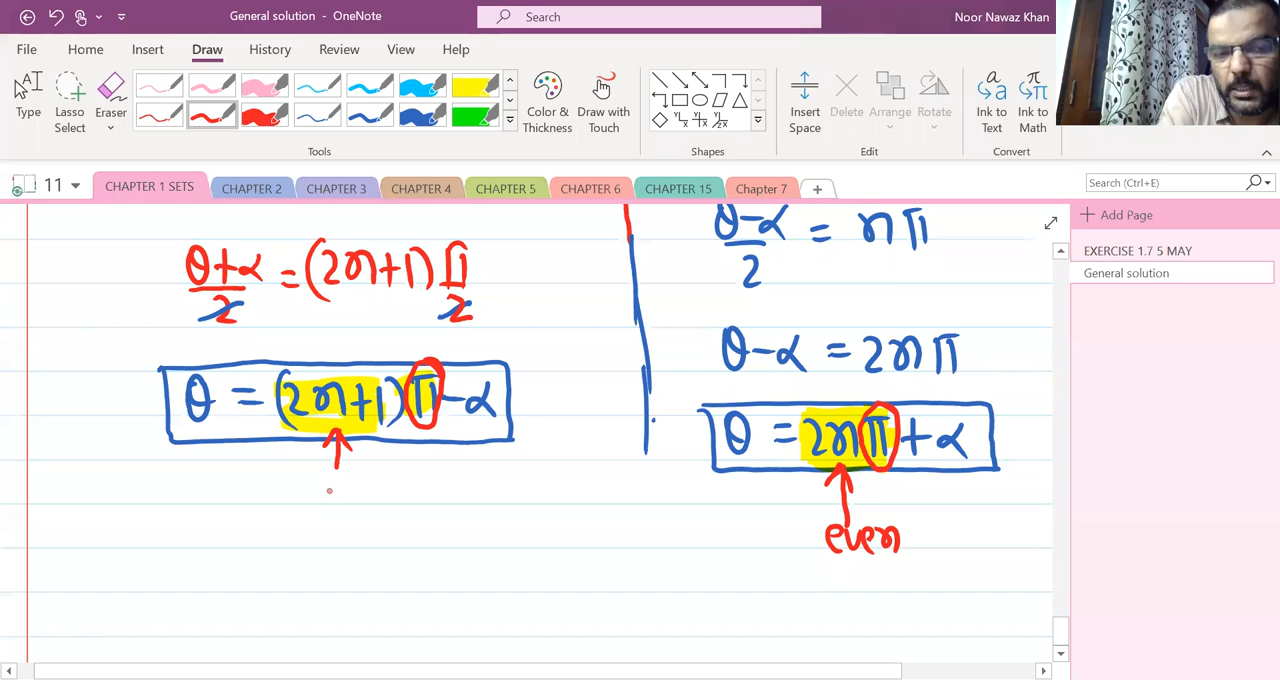 General solution - OneNote
Search
Noor Nawaz Khan
File Home Insert Draw History Review View Help
Type
Lasso Select
Eraser
Color & Thickness
Draw with Touch
Insert Space
Delete
Arrange
Rotate
Ink to Text
Ink to Math
Tools
Shapes
Edit
Convert
11
CHAPTER 1 SETS
CHAPTER 2
CHAPTER 3
CHAPTER 4
CHAPTER 5
CHAPTER 6
CHAPTER 15
Chapter 7
+
Search (Ctrl+E)
Add Page
EXERCISE 1.7 5 MAY
General solution
θ+α/2 = (2n+1) π/2
θ = (2n+1)π-α
θ-α/2 = nπ
θ-α = 2nπ
θ = 2nπ+α
even